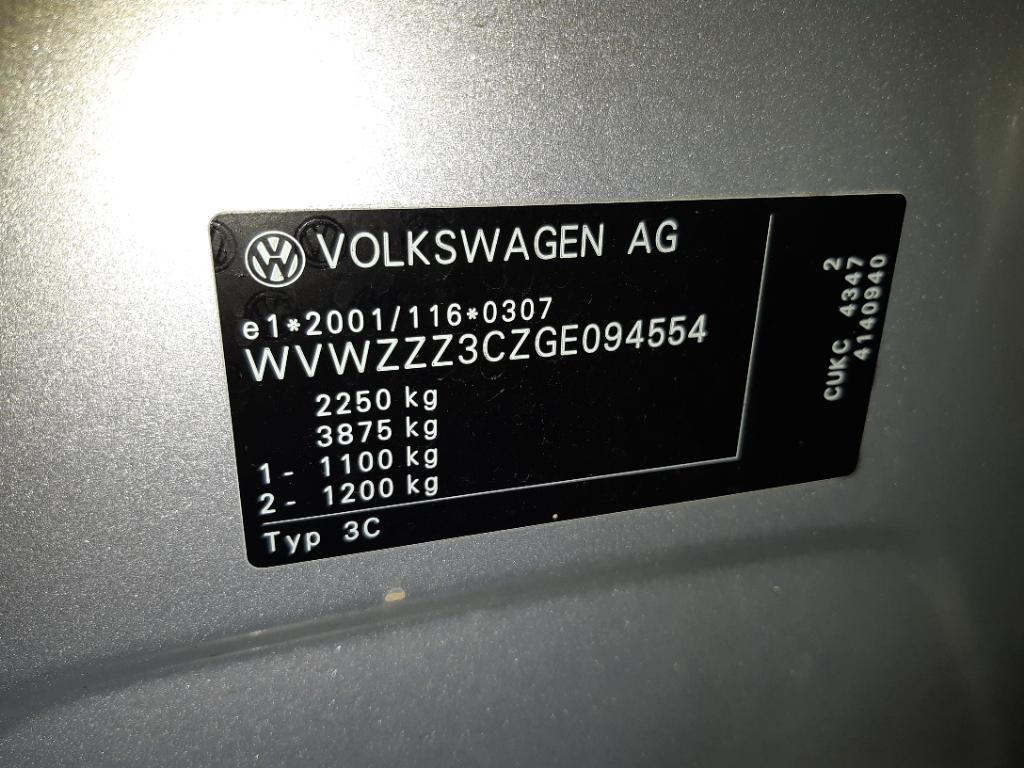 VOLKSWAGEN AG
e1*2001/116*0307
WVWZZZ3CZGE094554
2250 kg
3875 kg
1- 1100 kg
2- 1200 kg
Typ 3C
2
CUKC 4347
4140940